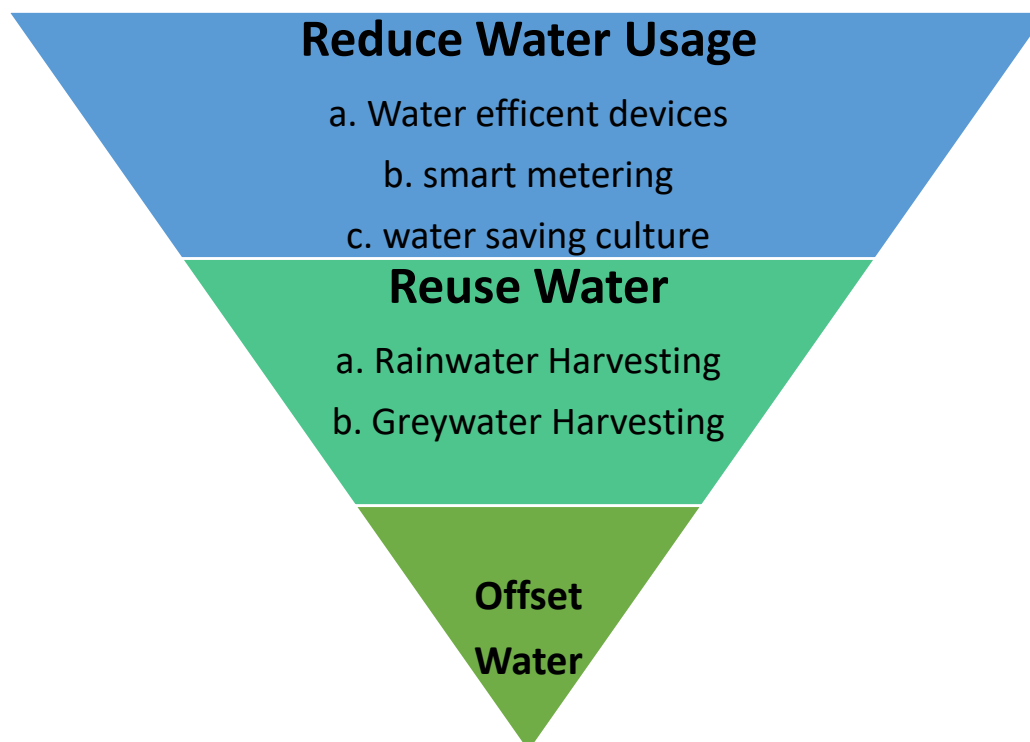 Reduce Water Usage
a. Water efficent devices
b. smart metering
c. water saving culture
Reuse Water
a. Rainwater Harvesting
b. Greywater Harvesting
Offset
Water